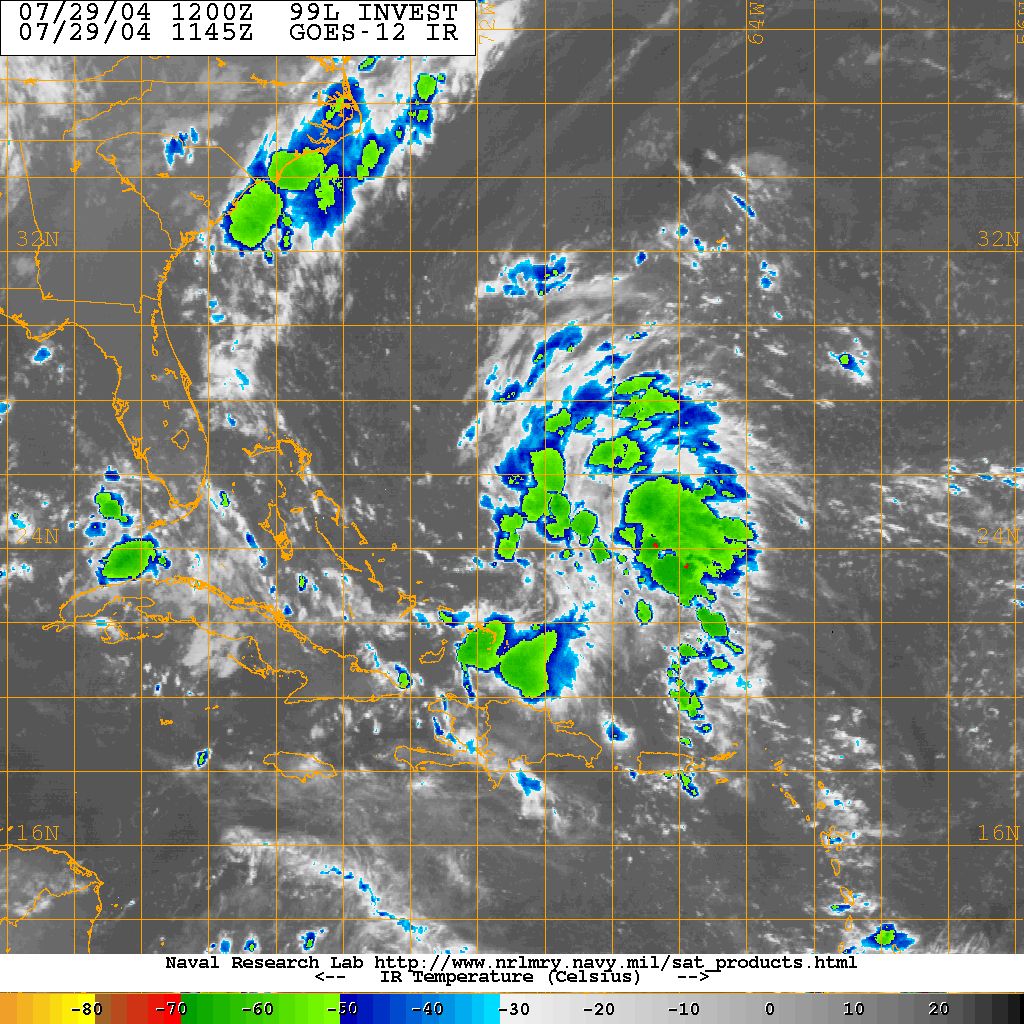 07/29/04 1200Z 99L INVEST
07/29/04 1145Z GOES-12 IR
72W
64W
32N
32N
24N
24N
16N
16N
Naval Research Lab http://www.nrlmry.navy.mil/sat_products.html
<-- IR Temperature (Celsius) -->
-80 -70 -60 -50 -40 -30 -20 -10 0 10 20